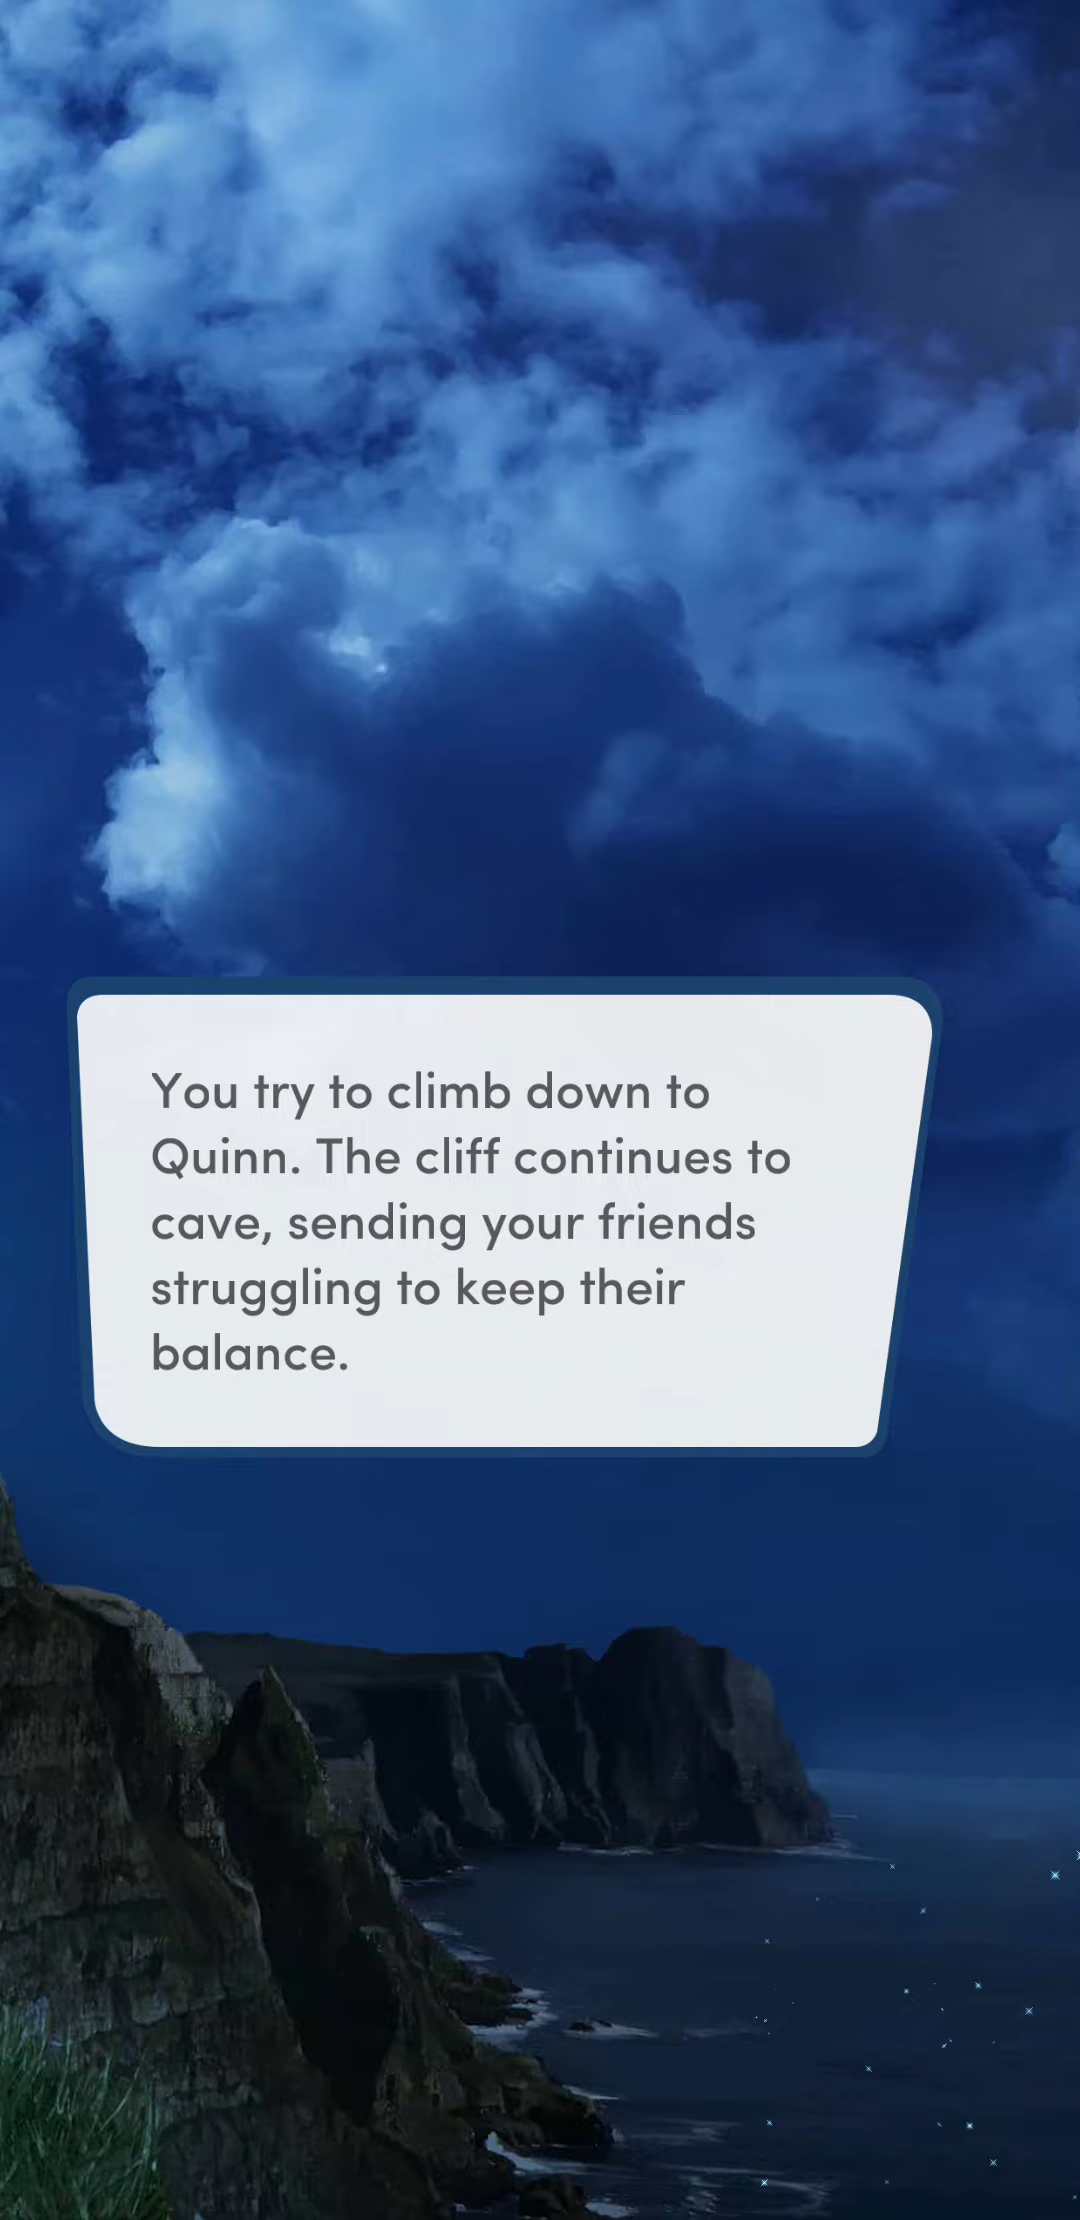 You try to climb down to
Quinn. The cliff continues to
cave, sending your friends
struggling to keep their
balance.